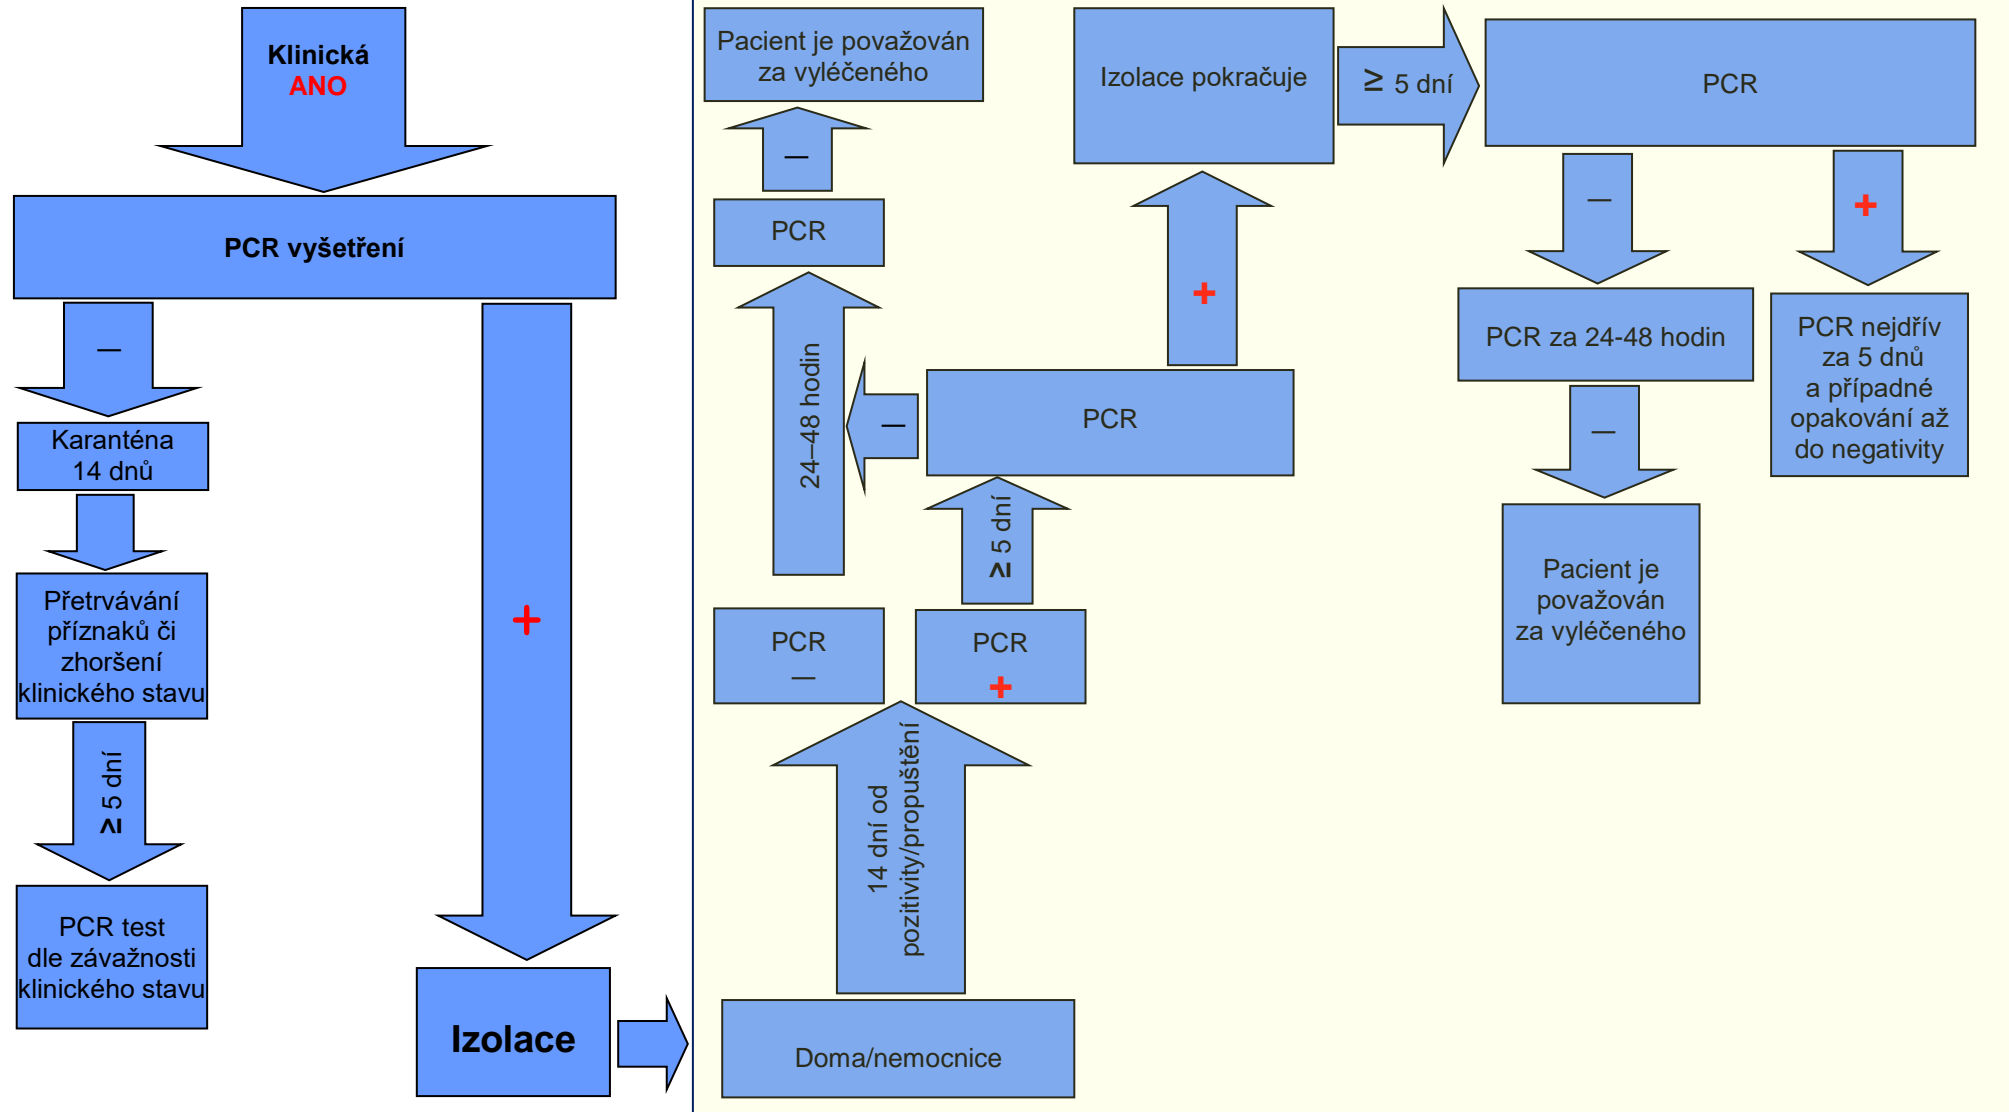 Klinická
ANO
PCR vyšetření
—
+
Karanténa
14 dnů
Přetrvávání
příznaků či
zhoršení
klinického stavu
≥ 5 dní
PCR test
dle závažnosti
klinického stavu
Izolace
Doma/nemocnice
14 dní od
pozitivity/propuštění
PCR
—
PCR
+
≥ 5 dní
24–48 hodin
—
PCR
PCR
—
Pacient je považován
za vyléčeného
+
Izolace pokračuje
≥ 5 dní
PCR
—
+
PCR za 24-48 hodin
—
Pacient je
považován
za vyléčeného
PCR nejdřív
za 5 dnů
a případné
opakování až
do negativity